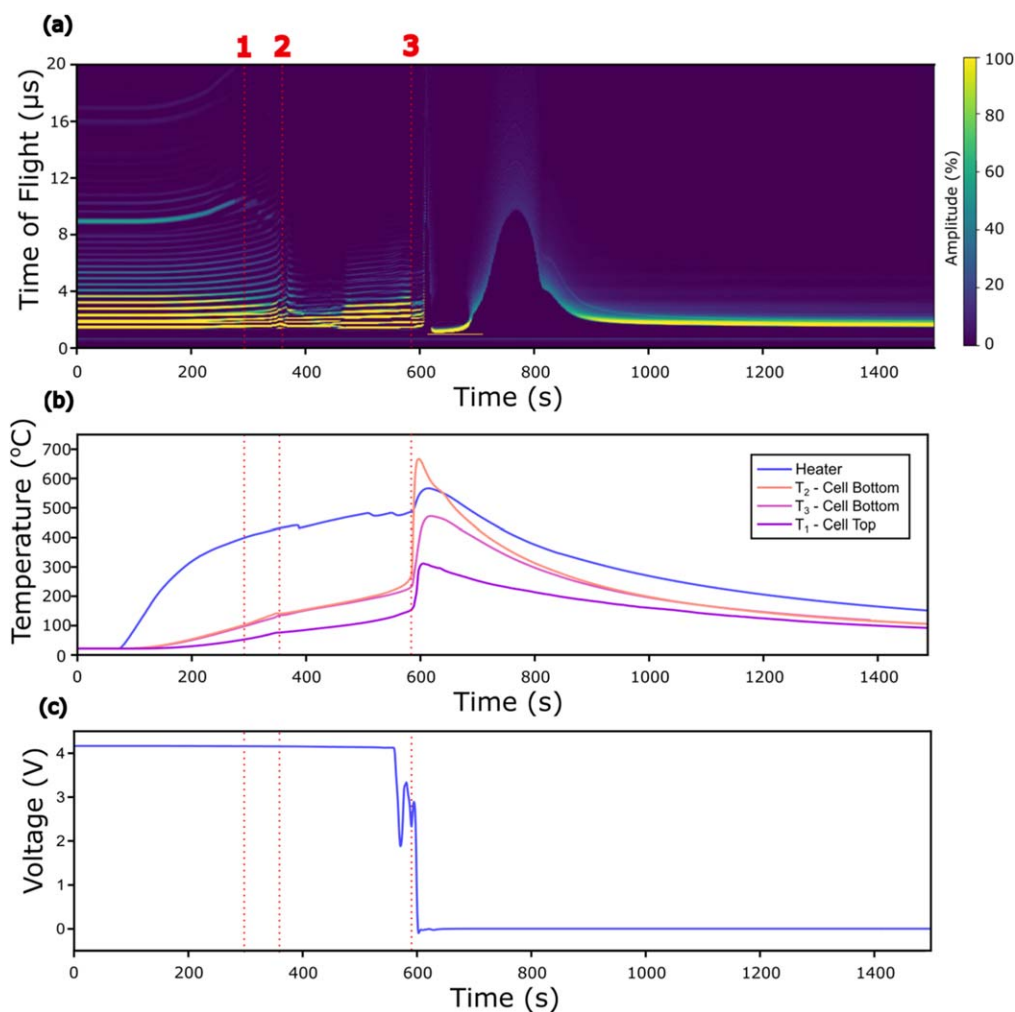 (a)
1 2 3
20
16
12
8
4
0
Time of Flight (μs)
0 200 400 600 800 1000 1200 1400
Time (s)
100
80
60
40
20
0
Amplitude (%)
(b)
700
600
500
400
300
200
100
0
Temperature (°C)
Heater
T₂ - Cell Bottom
T₃ - Cell Bottom
T₁ - Cell Top
0 200 400 600 800 1000 1200 1400
Time (s)
(c)
4
3
2
1
0
Voltage (V)
0 200 400 600 800 1000 1200 1400
Time (s)